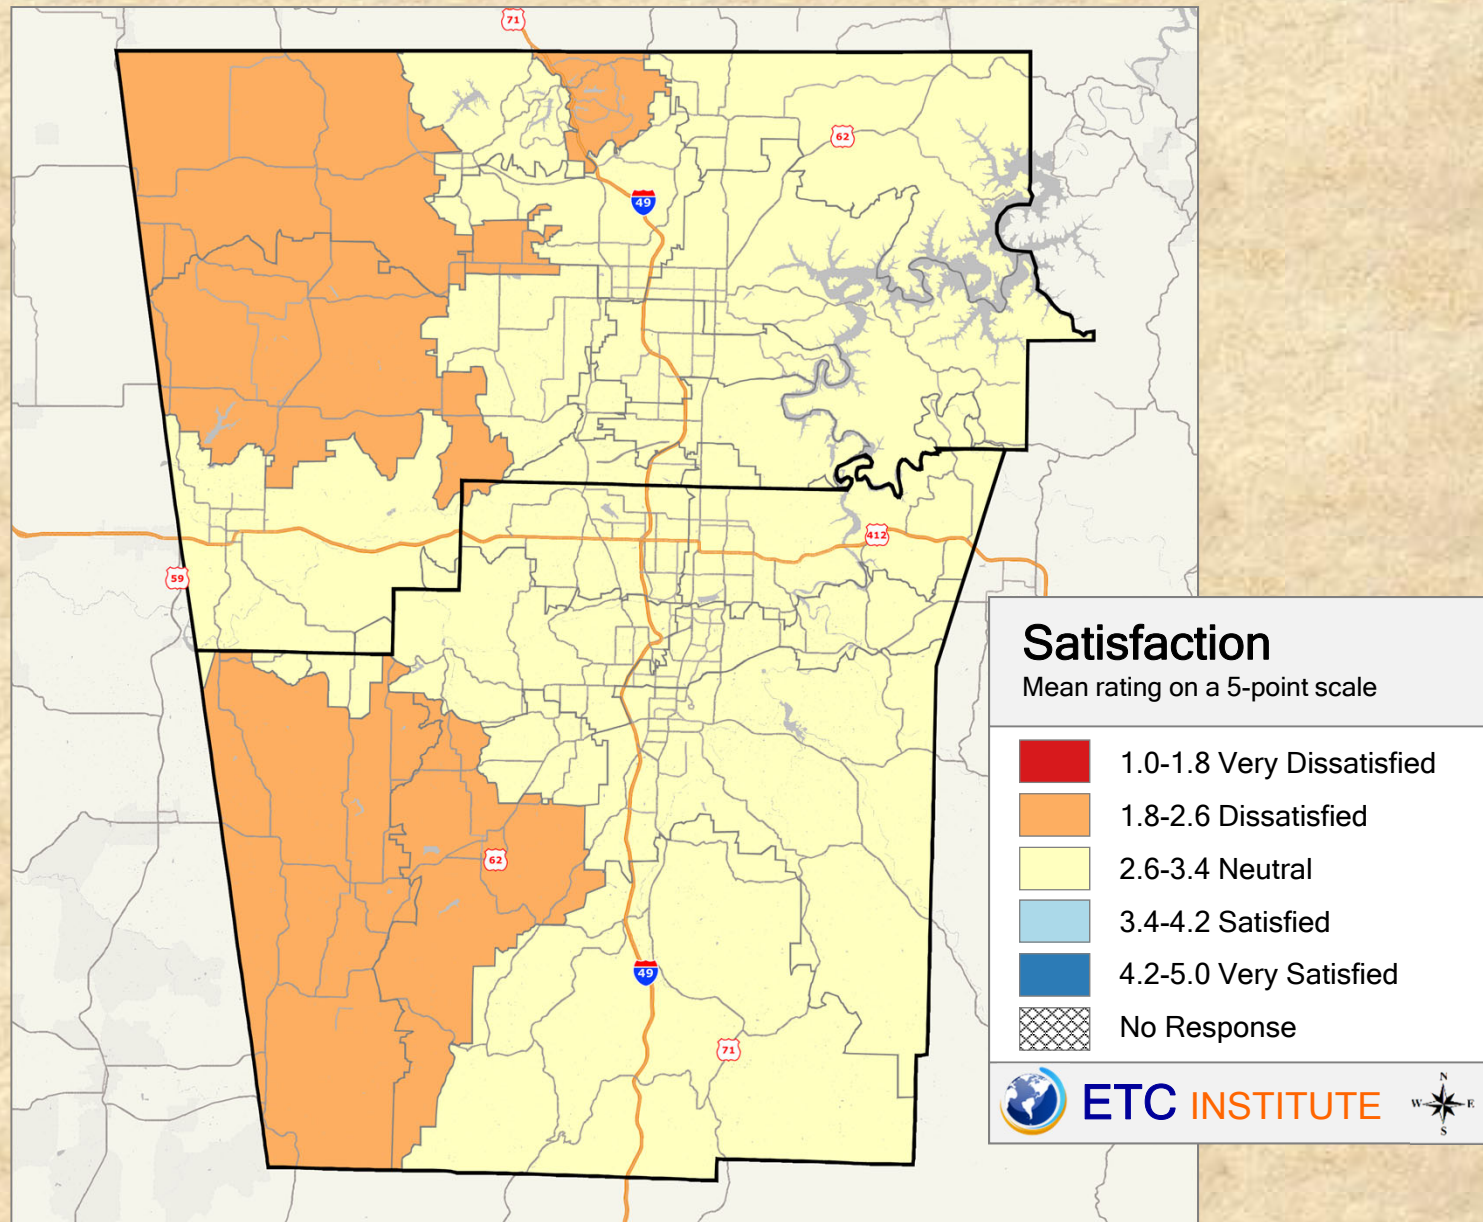 71
62
49
412
59
Satisfaction
Mean rating on a 5-point scale
1.0-1.8 Very Dissatisfied
1.8-2.6 Dissatisfied
2.6-3.4 Neutral
3.4-4.2 Satisfied
4.2-5.0 Very Satisfied
No Response
62
49
71
ETC INSTITUTE
N
W E
S